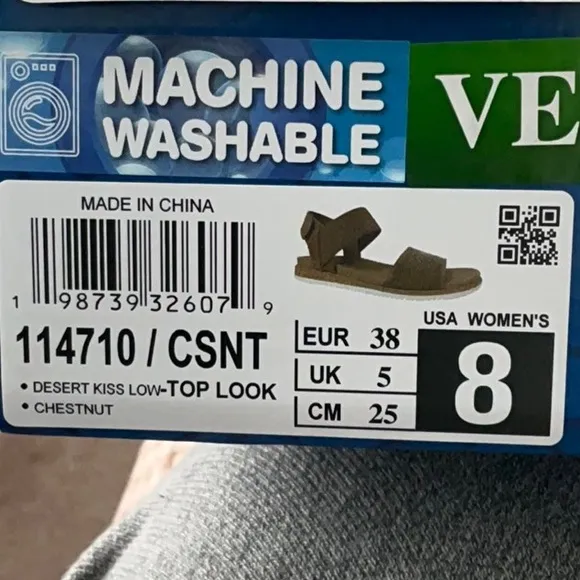 MACHINE
WASHABLE
VE
MADE IN CHINA
1 98739 32607 9
114710 / CSNT
• DESERT KISS LOW-TOP LOOK
• CHESTNUT
EUR 38
UK 5
CM 25
USA WOMEN'S
8